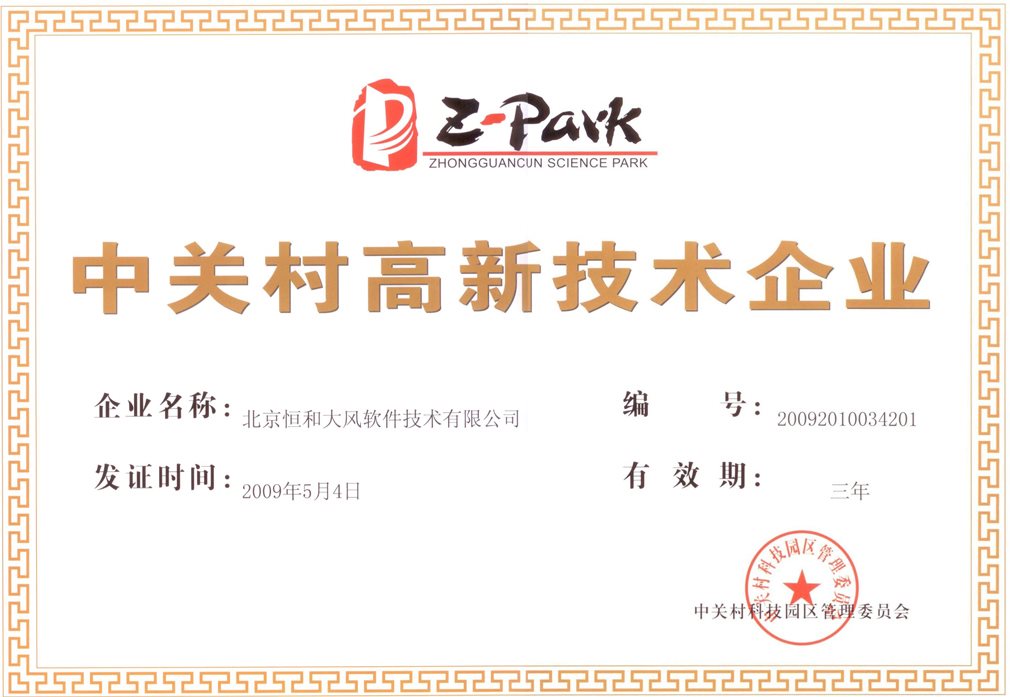 Z-Park
ZHONGGUANCUN SCIENCE PARK
中关村高新技术企业
企业名称： 北京恒和大风软件技术有限公司
编 号： 20092010034201
发证时间： 2009年5月4日
有 效 期： 三年
中关村科技园区管理委员会
中关村科技园区管理委员会